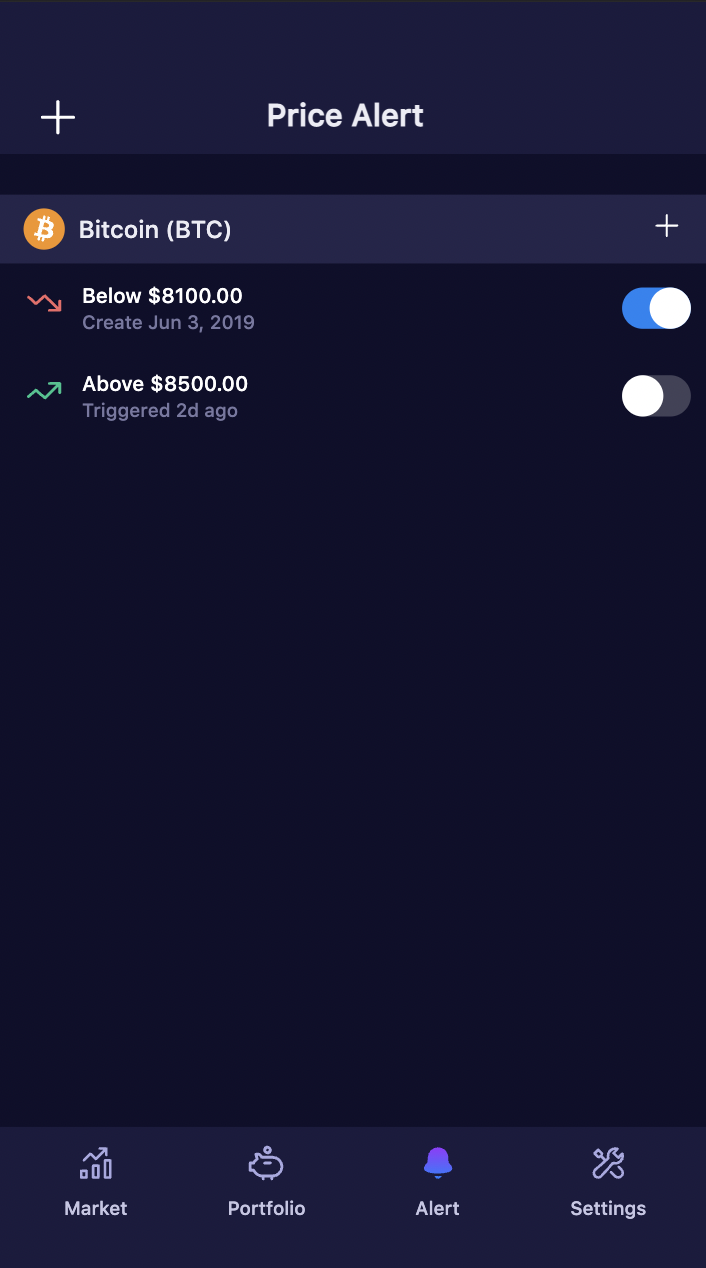 Price Alert
Bitcoin (BTC)
Below $8100.00
Create Jun 3, 2019
Above $8500.00
Triggered 2d ago
Market Portfolio Alert Settings